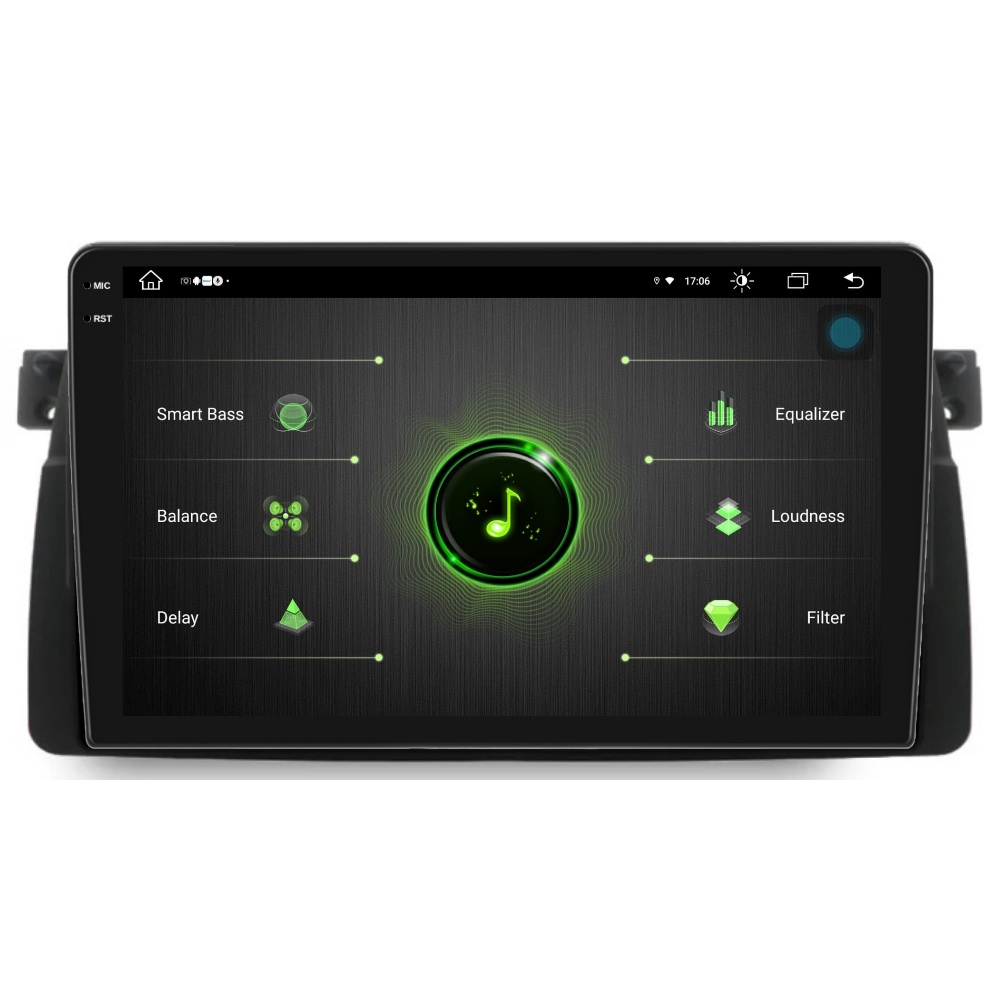 MIC
17:06
RST
Smart Bass
Equalizer
Balance
Loudness
Delay
Filter